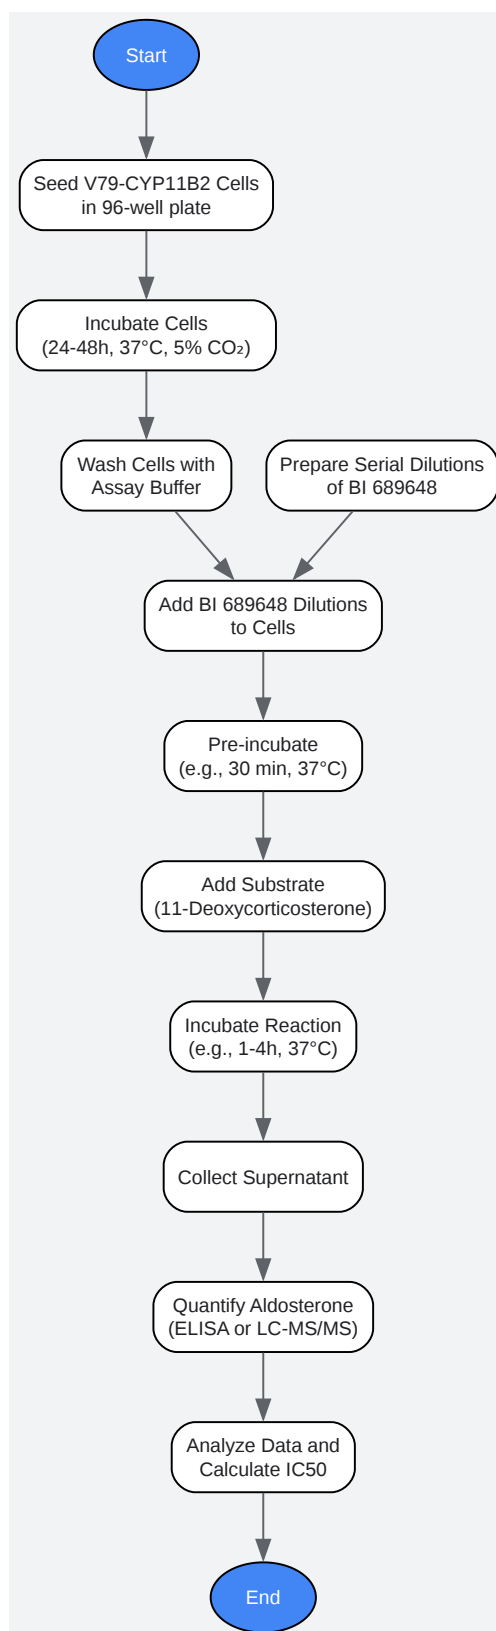 Start
Seed V79-CYP11B2 Cells
in 96-well plate
Incubate Cells
(24-48h, 37°C, 5% CO₂)
Wash Cells with
Assay Buffer
Prepare Serial Dilutions
of BI 689648
Add BI 689648 Dilutions
to Cells
Pre-incubate
(e.g., 30 min, 37°C)
Add Substrate
(11-Deoxycorticosterone)
Incubate Reaction
(e.g., 1-4h, 37°C)
Collect Supernatant
Quantify Aldosterone
(ELISA or LC-MS/MS)
Analyze Data and
Calculate IC50
End